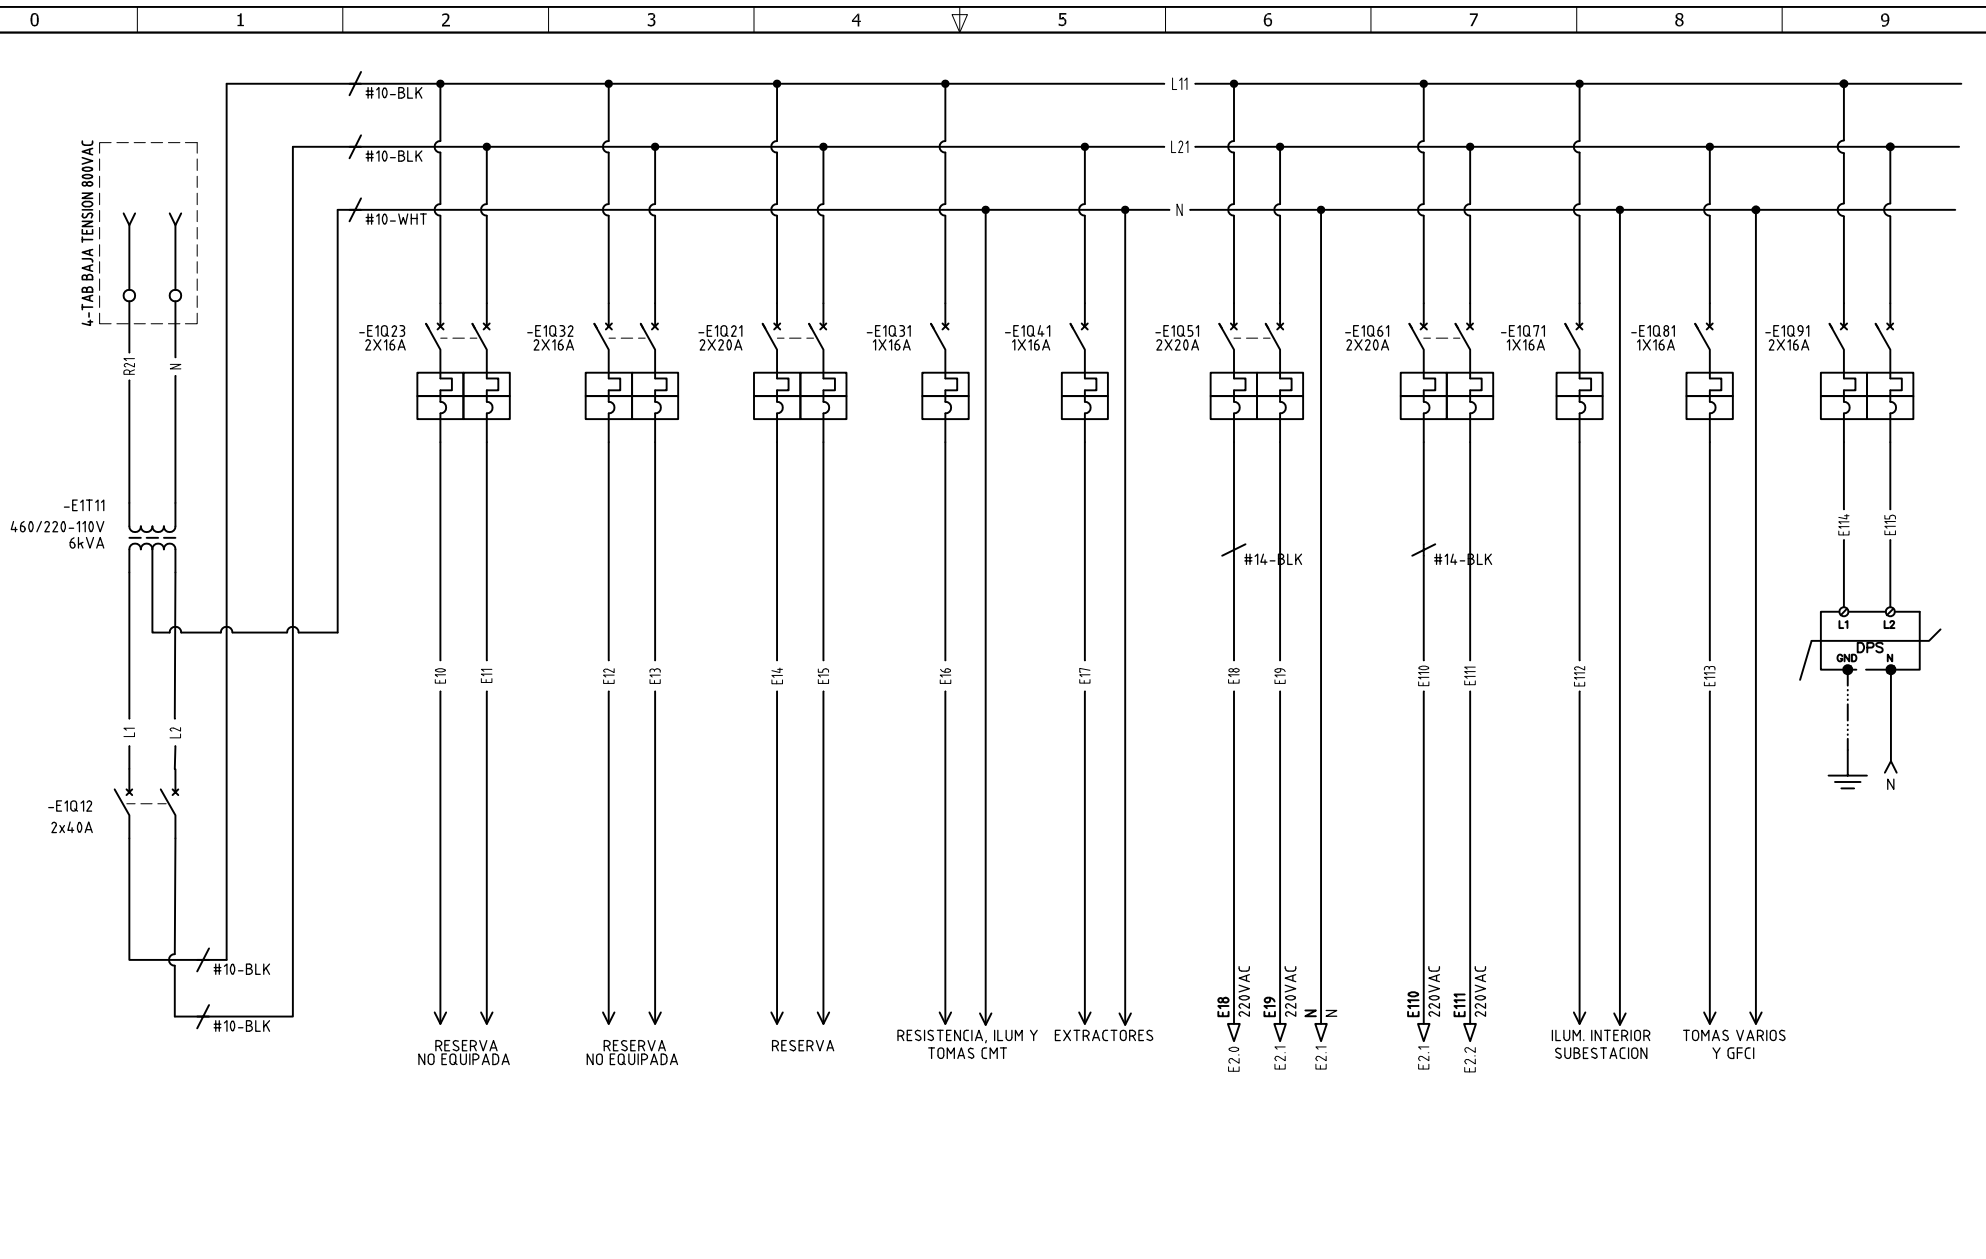 0 1 2 3 4 5 6 7 8 9
L11
#10-BLK
L21
#10-BLK
N
#10-WHT
4-TAB BAJA TENSION 800VAC
R21
N
-E1Q23
2X16A
-E1Q32
2X16A
-E1Q21
2X20A
-E1Q31
1X16A
-E1Q41
1X16A
-E1Q51
2X20A
-E1Q61
2X20A
-E1Q71
1X16A
-E1Q81
1X16A
-E1Q91
2X16A
-E1T11
460/220-110V
6kVA
#14-BLK
#14-BLK
E114
E115
L1 L2
DPS
GND N
N
E10
E11
E12
E13
E14
E15
E16
E17
E18
E19
E110
E111
E112
E113
L1
L2
-E1Q12
2x40A
#10-BLK
#10-BLK
RESERVA
NO EQUIPADA
RESERVA
NO EQUIPADA
RESERVA
RESISTENCIA, ILUM Y
TOMAS CMT
EXTRACTORES
E18
220VAC
E2.0
E19
220VAC
E2.1
N
N
E2.1
E110
220VAC
E2.1
E111
220VAC
E2.2
ILUM. INTERIOR
SUBESTACION
TOMAS VARIOS
Y GFCI